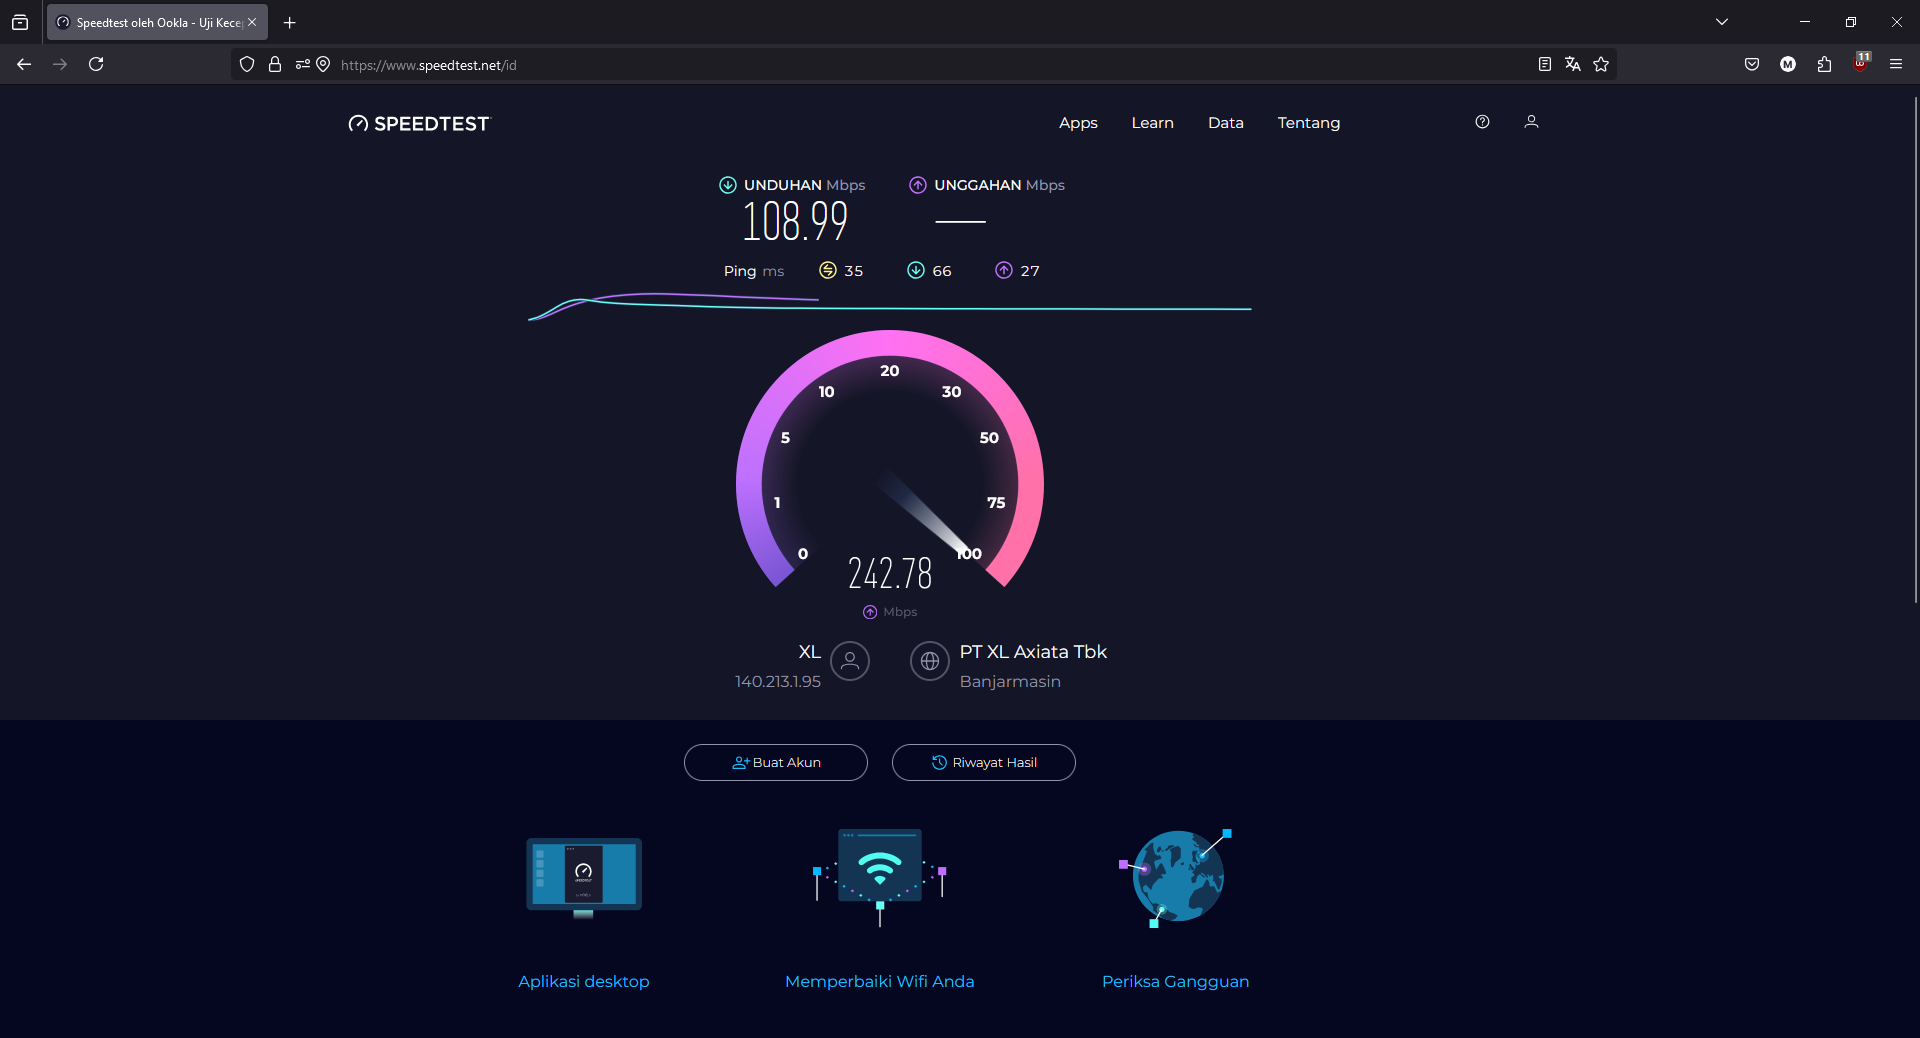 Speedtest oleh Ookla - Uji Kece
https://www.speedtest.net/id
11
M
SPEEDTEST
Apps
Learn
Data
Tentang
UNDUHAN Mbps
UNGGAHAN Mbps
108.99
Ping ms
35
66
27
0
1
5
10
20
30
50
75
100
242.78
Mbps
XL
140.213.1.95
PT XL Axiata Tbk
Banjarmasin
Buat Akun
Riwayat Hasil
Aplikasi desktop
Memperbaiki Wifi Anda
Periksa Gangguan